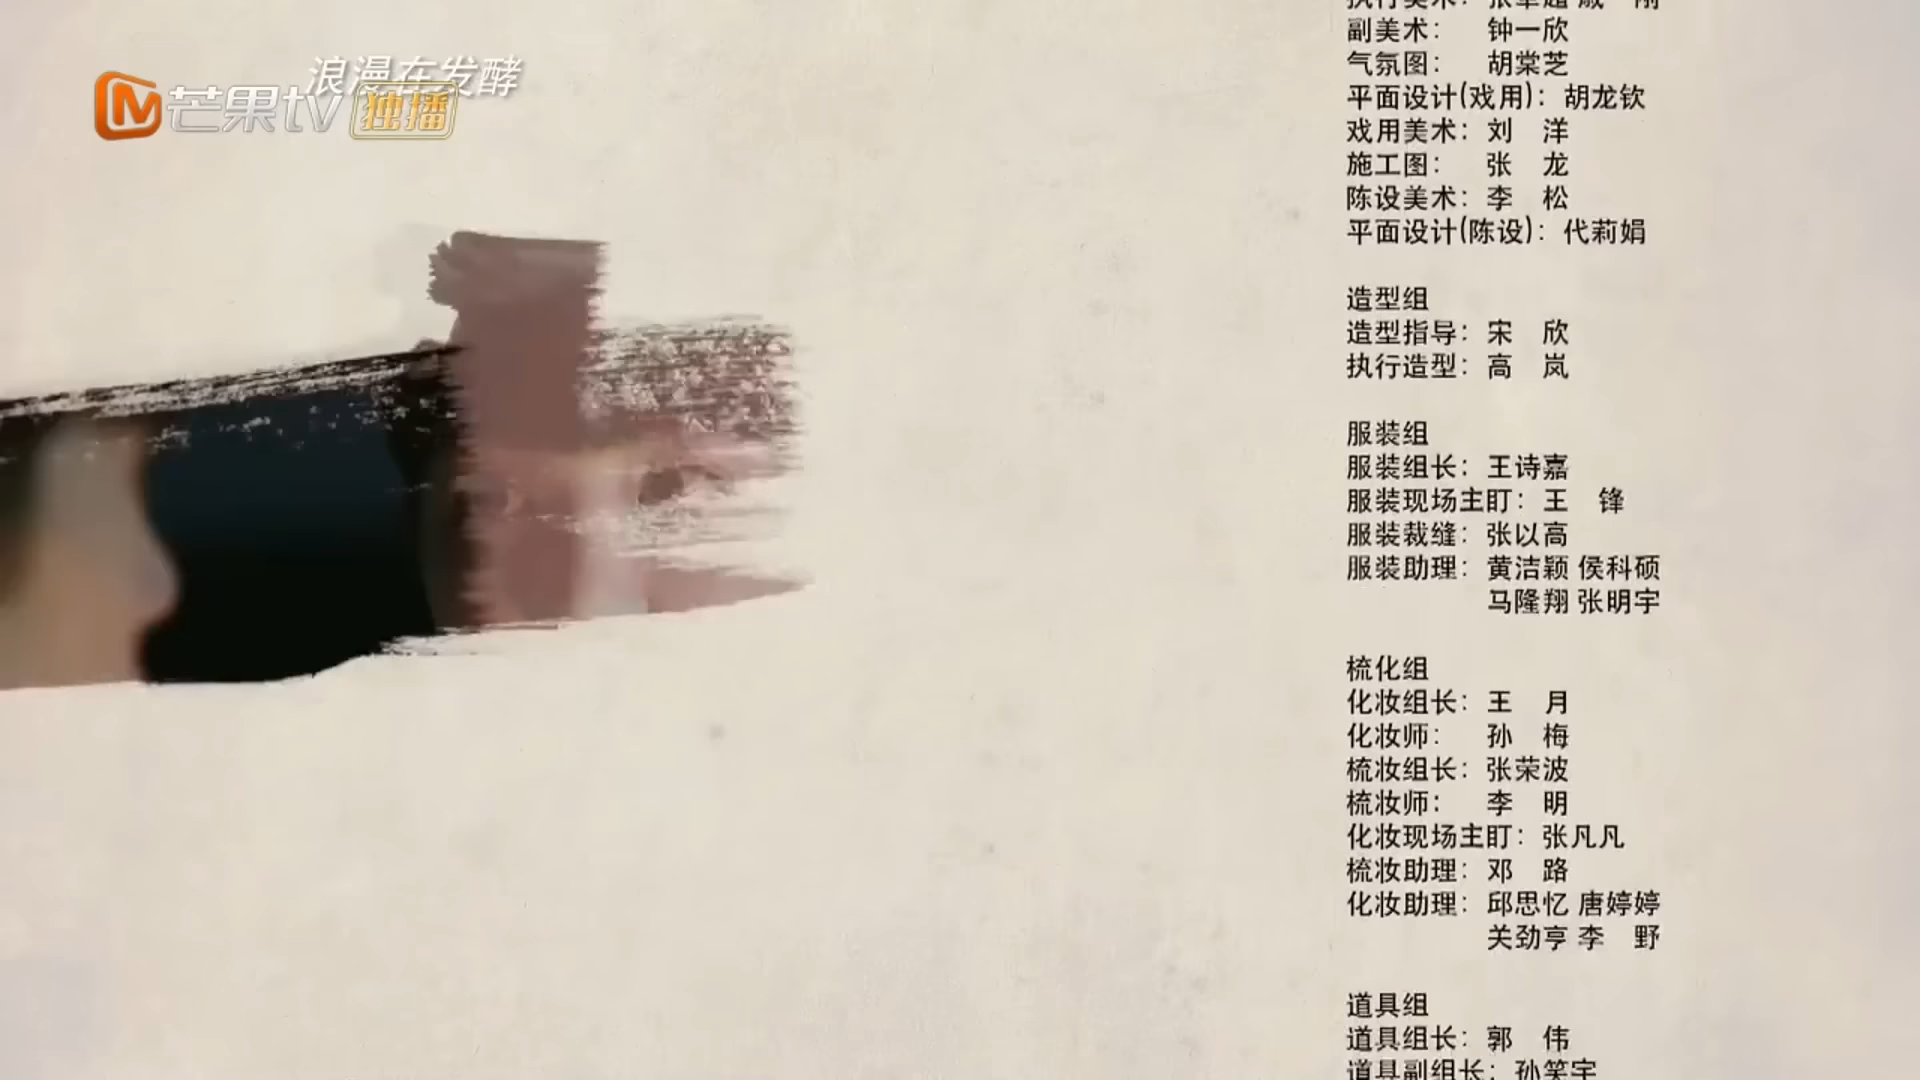 浪漫在发酵
芒果tv 独播
副美术： 钟一欣
气氛图： 胡棠芝
平面设计(戏用)：胡龙钦
戏用美术：刘 洋
施工图： 张 龙
陈设美术：李 松
平面设计(陈设)：代莉娟
造型组
造型指导：宋 欣
执行造型：高 岚
服装组
服装组长：王诗嘉
服装现场主盯：王 锋
服装裁缝：张以高
服装助理：黄洁颖 侯科硕
马隆翔 张明宇
梳化组
化妆组长：王 月
化妆师： 孙 梅
梳妆组长：张荣波
梳妆师： 李 明
化妆现场主盯：张凡凡
梳妆助理：邓 路
化妆助理：邱思忆 唐婷婷
关劲亨 李 野
道具组
道具组长：郭 伟
道具副组长：孙笑宇